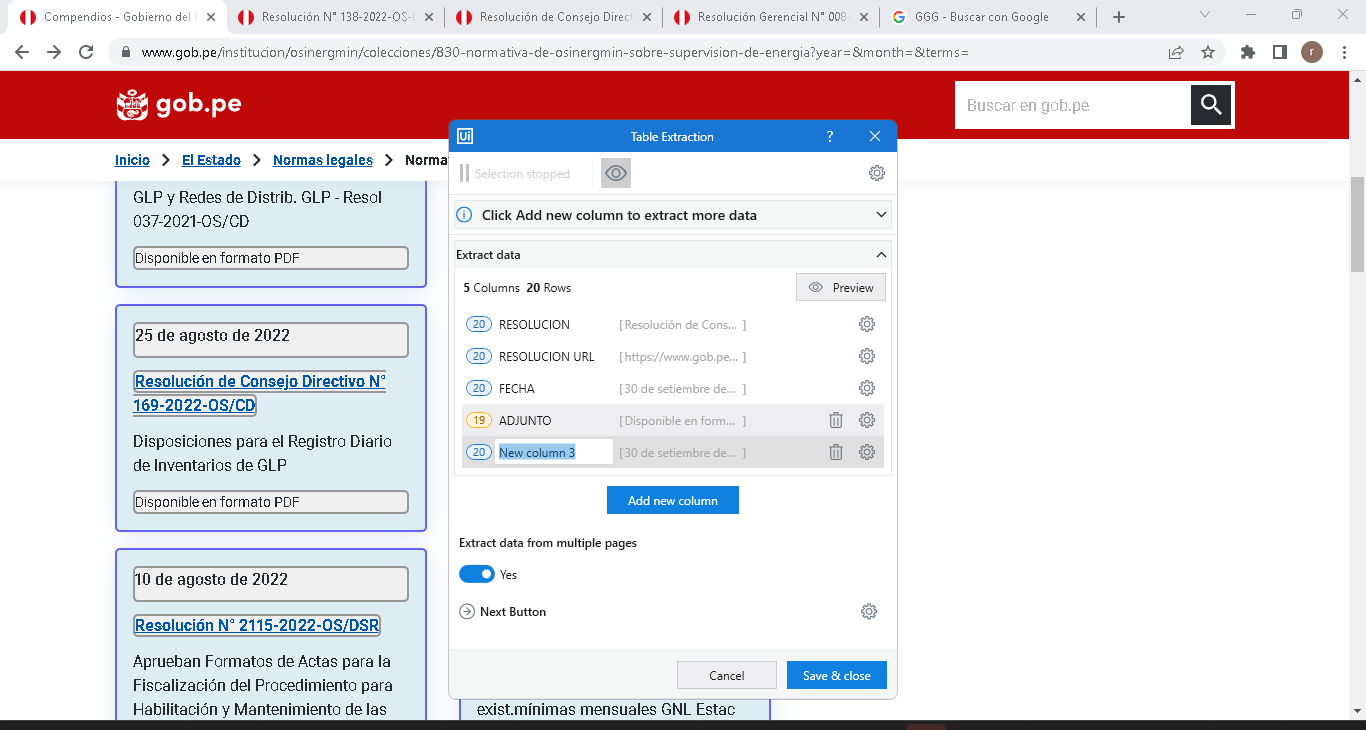 Compendios - Gobierno del
Resolución N° 138-2022-OS-
Resolución de Consejo Direct
Resolución Gerencial N° 008-
GGG - Buscar con Google
www.gob.pe/institucion/osinergmin/colecciones/830-normativa-de-osinergmin-sobre-supervision-de-energia?year=&month=&terms=
r
gob.pe
Buscar en gob.pe
Inicio > El Estado > Normas legales > Norma
GLP y Redes de Distrib. GLP - Resol
037-2021-OS/CD
Disponible en formato PDF
25 de agosto de 2022
Resolución de Consejo Directivo N°
169-2022-OS/CD
Disposiciones para el Registro Diario
de Inventarios de GLP
Disponible en formato PDF
10 de agosto de 2022
Resolución N° 2115-2022-OS/DSR
Aprueban Formatos de Actas para la
Fiscalización del Procedimiento para
Habilitación y Mantenimiento de las
exist.mínimas mensuales GNL Estac
Ui
Table Extraction
?
Selection stopped
Click Add new column to extract more data
Extract data
5 Columns 20 Rows
Preview
20 RESOLUCION [Resolución de Cons... ]
20 RESOLUCION URL [https://www.gob.pe... ]
20 FECHA [30 de setiembre de... ]
19 ADJUNTO [Disponible en form... ]
20 New column 3 [30 de setiembre de... ]
Add new column
Extract data from multiple pages
Yes
Next Button
Cancel
Save & close